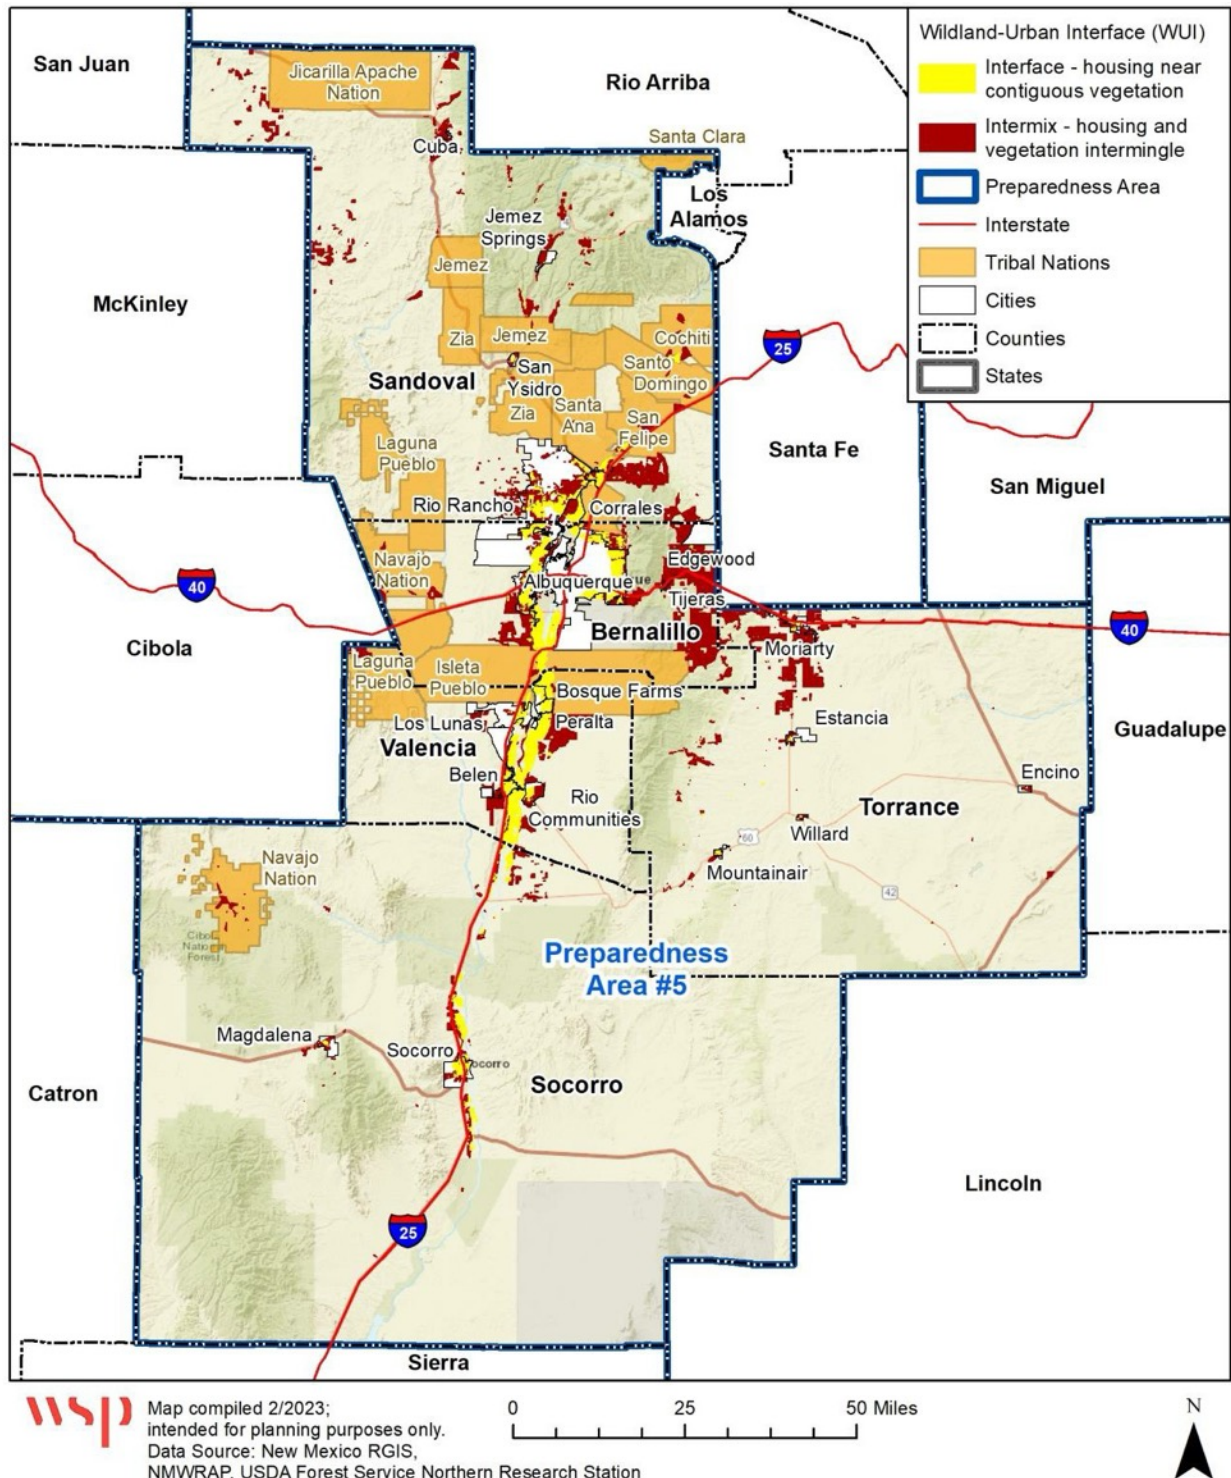 San Juan
Jicarilla Apache
Nation
Rio Arriba
Wildland-Urban Interface (WUI)
Interface - housing near
contiguous vegetation
Intermix - housing and
vegetation intermingle
Preparedness Area
Interstate
Tribal Nations
Cities
Counties
States
Cuba
Santa Clara
Los
Alamos
Jemez
Springs
Jemez
McKinley
Zia
Jemez
Cochiti
25
San
Ysidro
Santo
Domingo
Sandoval
Zia
Santa
Ana
San
Felipe
Laguna
Pueblo
Santa Fe
San Miguel
Rio Rancho
Corrales
Navajo
Nation
Edgewood
40
Albuquerque
Tijeras
Bernalillo
40
Cibola
Moriarty
Laguna
Pueblo
Isleta
Pueblo
Bosque Farms
Los Lunas
Peralta
Estancia
Guadalupe
Valencia
Belen
Encino
Rio
Communities
Torrance
Willard
60
Mountainair
Navajo
Nation
42
Cibola
National
Forest
Preparedness
Area #5
Magdalena
Socorro
ocorro
Socorro
Catron
Lincoln
25
Sierra
wsp
Map compiled 2/2023;
intended for planning purposes only.
Data Source: New Mexico RGIS,
NMWRAP, USDA Forest Service Northern Research Station
0 25 50 Miles
N